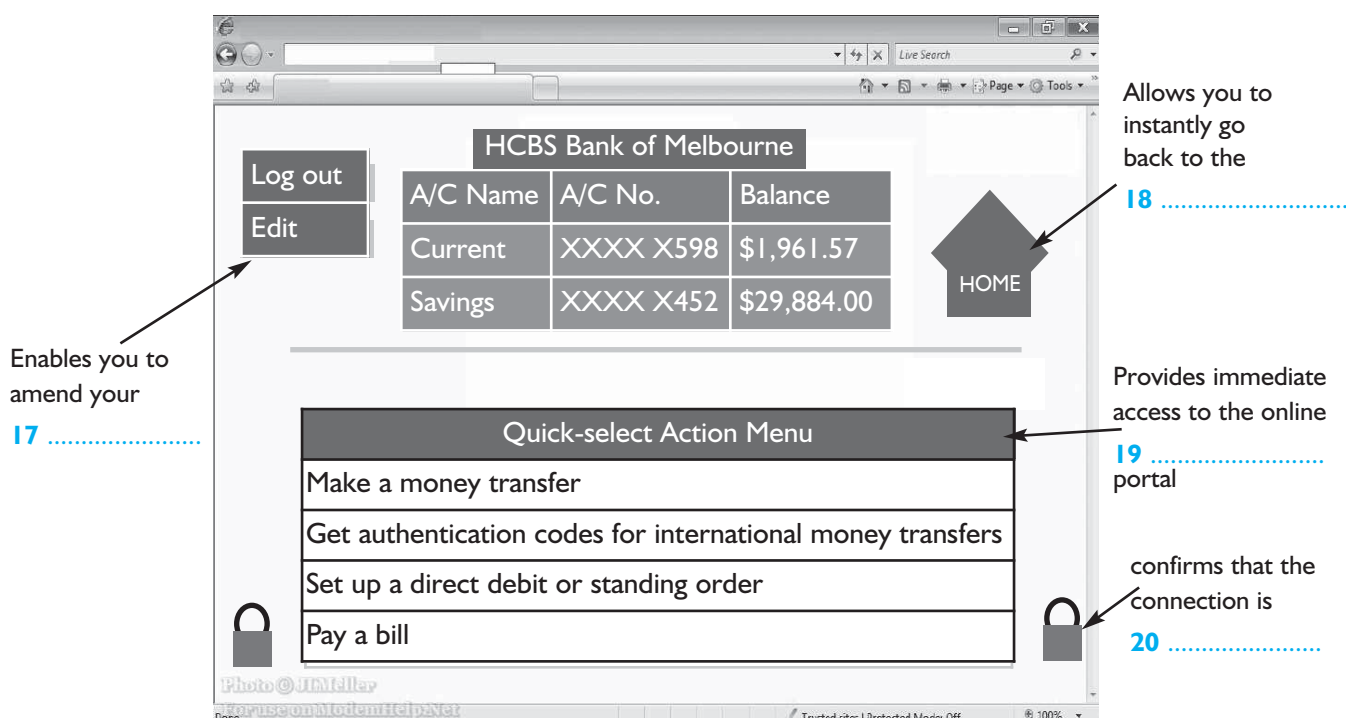 Live Search
Page Tools
Allows you to
instantly go
back to the
18 ............................
HCBS Bank of Melbourne
Log out
Edit
A/C Name A/C No. Balance
Current XXXX X598 $1,961.57
Savings XXXX X452 $29,884.00
HOME
Enables you to
amend your
17 .......................
Provides immediate
access to the online
19 ..........................
portal
Quick-select Action Menu
Make a money transfer
Get authentication codes for international money transfers
Set up a direct debit or standing order
Pay a bill
confirms that the
connection is
20 .......................
Photo © JIMeller
For use on ModemHelp.Net
Done Trusted sites | Protected Mode: Off 100%